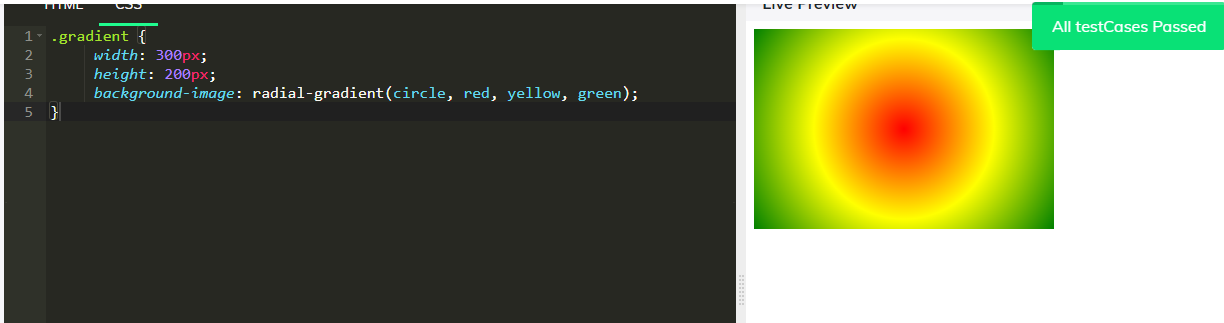 HTML CSS
Live Preview
All testCases Passed
1 .gradient {
2 width: 300px;
3 height: 200px;
4 background-image: radial-gradient(circle, red, yellow, green);
5 }